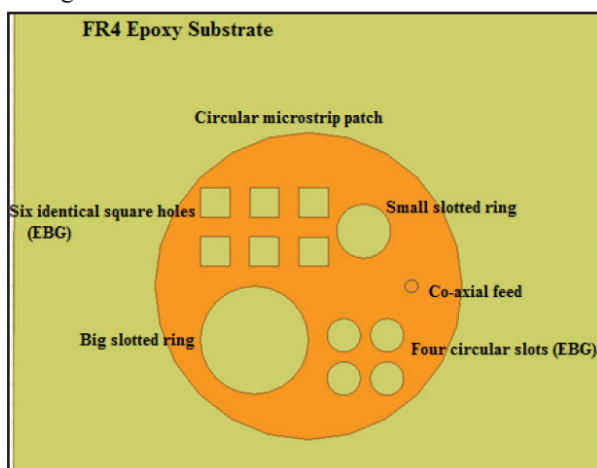 FR4 Epoxy Substrate
Circular microstrip patch
Six identical square holes
(EBG)
Small slotted ring
Co-axial feed
Big slotted ring
Four circular slots (EBG)